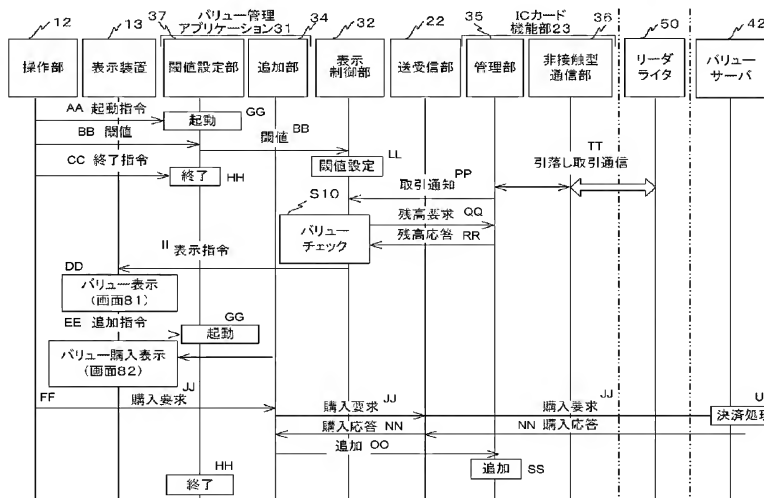 バリュー管理
アプリケーション31
ICカード
機能部23
12
13
37
34
32
22
35
36
50
42
操作部
表示装置
閾値設定部
追加部
表示
制御部
送受信部
管理部
非接触型
通信部
リーダ
ライタ
バリュー
サーバ
AA 起動指令
起動
GG
BB 閾値
閾値 BB
CC 終了指令
終了
HH
閾値設定
LL
TT
引落し取引通信
取引通知 PP
S10
バリュー
チェック
残高要求 QQ
残高応答 RR
II 表示指令
DD
バリュー表示
(画面81)
EE 追加指令
GG
起動
バリュー購入表示
(画面82)
FF
購入要求 JJ
購入要求 JJ
購入要求
JJ
U
決済処理
購入応答 NN
NN 購入応答
追加 OO
追加
SS
HH
終了